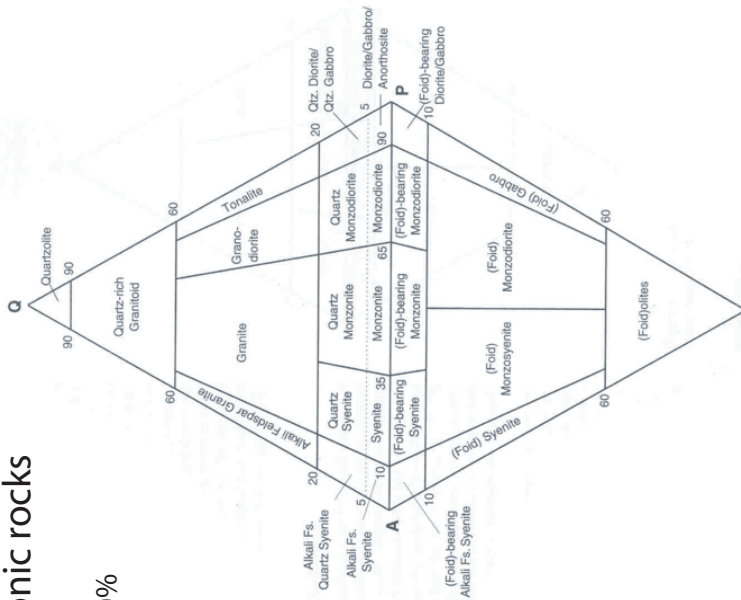 onic rocks
0%
Q
Quartzolite
90
90
Quartz-rich
Granitoid
60
60
Alkali Feldspar Granite
Granite
Grano-
diorite
Tonalite
20
20
Alkali Fs.
Quartz Syenite
Quartz
Syenite
Quartz
Monzonite
Quartz
Monzodiorite
Qtz. Diorite/
Qtz. Gabbro
5
5
Alkali Fs.
Syenite
Syenite
Monzonite
Monzodiorite
Diorite/Gabbro/
Anorthosite
A
10
35
65
90
P
(Foid)-bearing
Alkali Fs. Syenite
(Foid)-bearing
Syenite
(Foid)-bearing
Monzonite
(Foid)-bearing
Monzodiorite
(Foid)-bearing
Diorite/Gabbro
10
10
(Foid) Syenite
(Foid)
Monzosyenite
(Foid)
Monzodiorite
(Foid) Gabbro
60
60
(Foid)olites